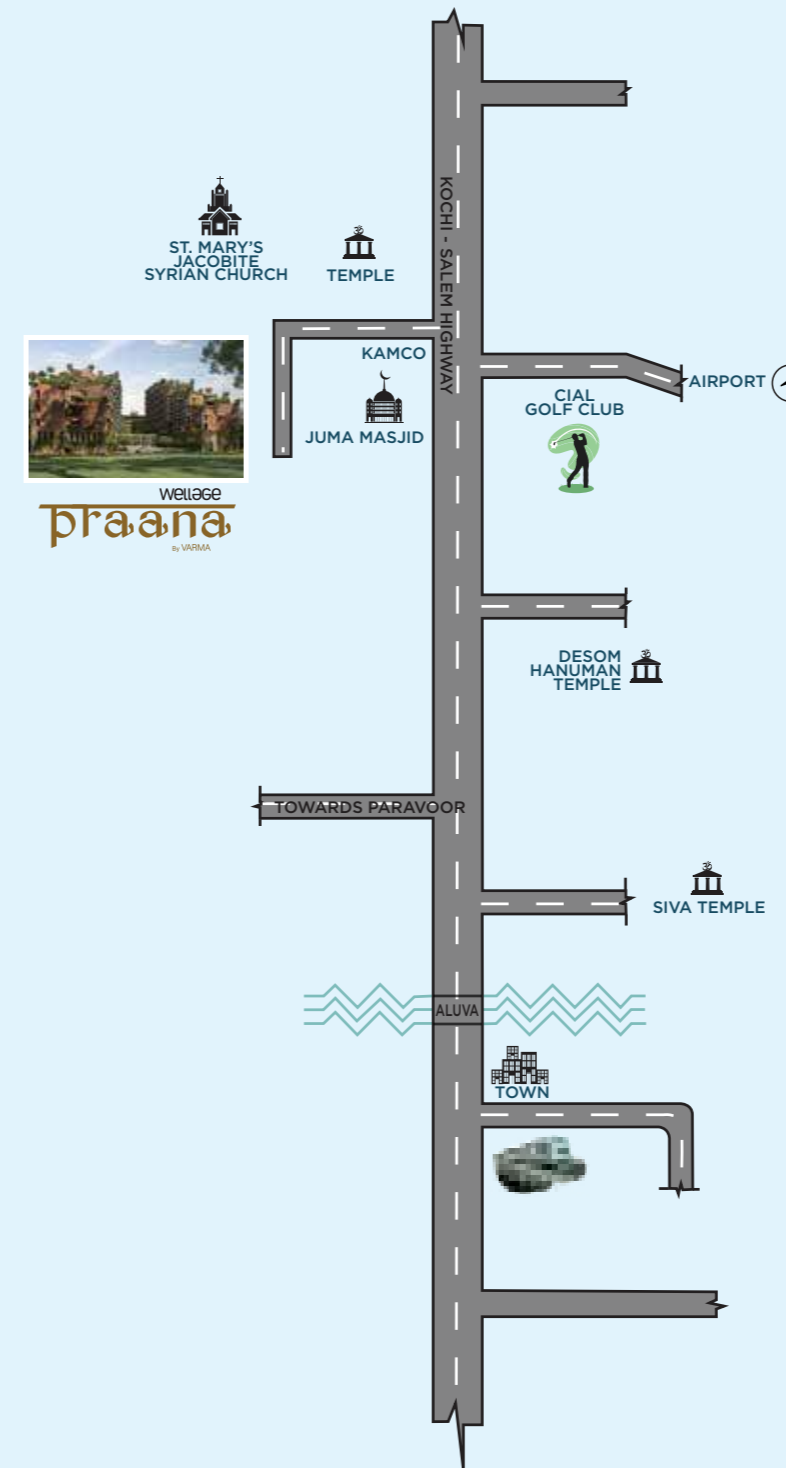 KOCHI - SALEM HIGHWAY
ST. MARY'S
JACOBITE
SYRIAN CHURCH
TEMPLE
KAMCO
JUMA MASJID
AIRPORT
CIAL
GOLF CLUB
wellage
praana
By VARMA
DESOM
HANUMAN
TEMPLE
TOWARDS PARAVOOR
SIVA TEMPLE
ALUVA
TOWN